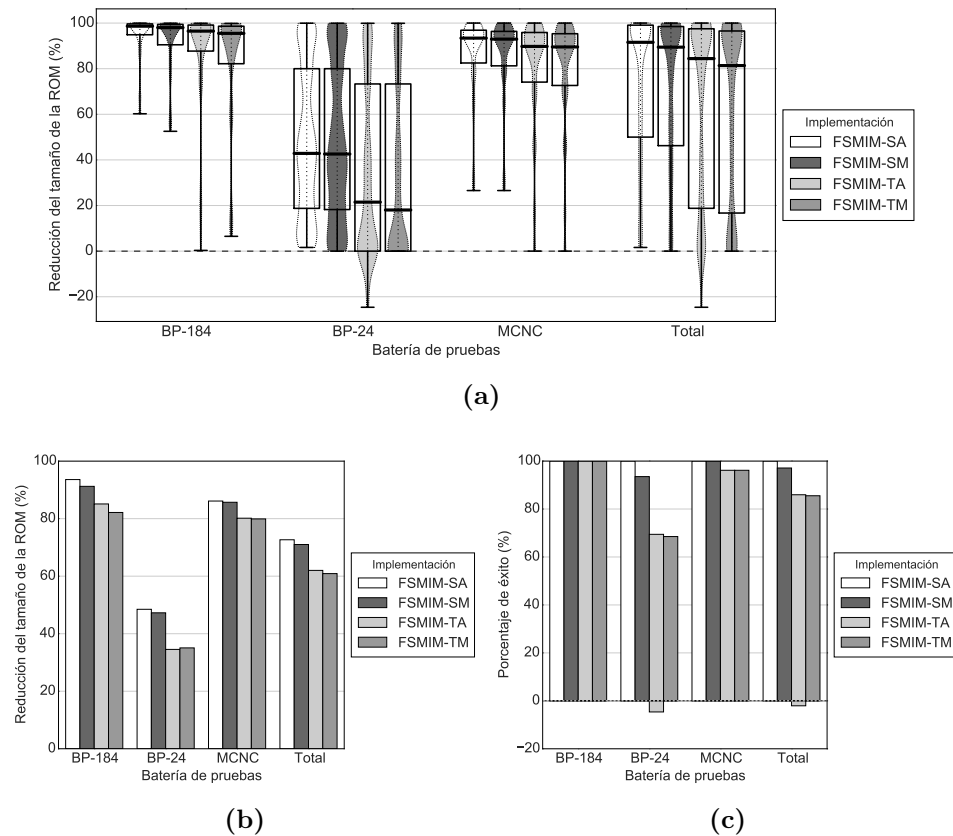 100
80
60
40
20
0
−20
Reducción del tamaño de la ROM (%)
BP-184
BP-24
MCNC
Total
Batería de pruebas
Implementación
FSMIM-SA
FSMIM-SM
FSMIM-TA
FSMIM-TM
(a)
100
80
60
40
20
0
Reducción del tamaño de la ROM (%)
BP-184
BP-24
MCNC
Total
Batería de pruebas
Implementación
FSMIM-SA
FSMIM-SM
FSMIM-TA
FSMIM-TM
(b)
100
80
60
40
20
0
−20
Porcentaje de éxito (%)
BP-184
BP-24
MCNC
Total
Batería de pruebas
Implementación
FSMIM-SA
FSMIM-SM
FSMIM-TA
FSMIM-TM
(c)